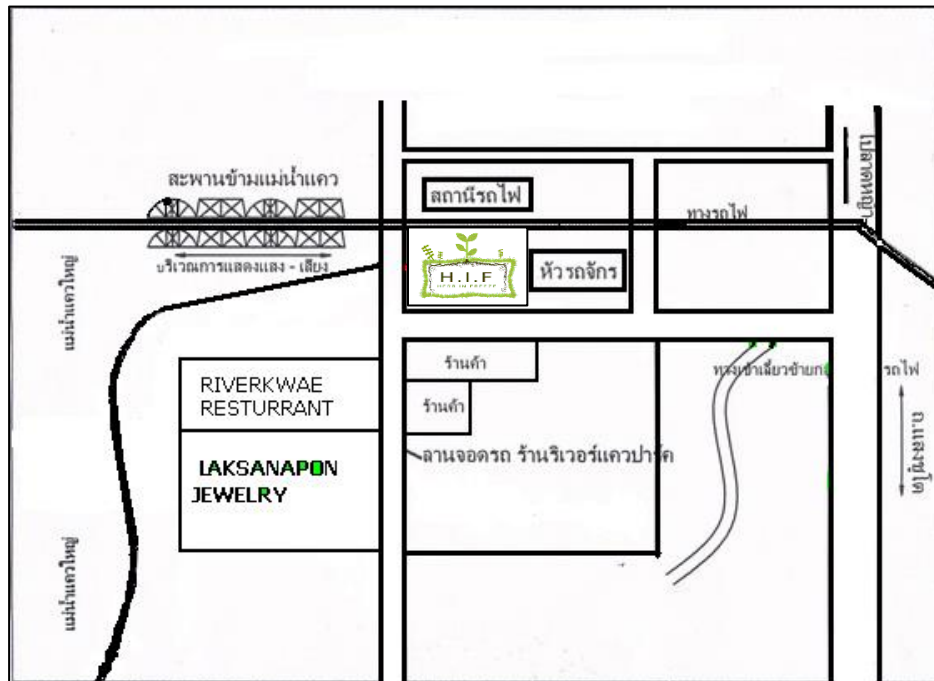 สะพานข้ามแม่น้ำแคว
สถานีรถไฟ
ทางรถไฟ
บริเวณการแสดงแสง - เสียง
H.I.F
หัวรถจักร
แม่น้ำแควใหญ่
RIVERKWAE
RESTURRANT
LAKSANAPON
JEWELRY
ร้านค้า
ร้านค้า
ลานจอดรถ ร้านริเวอร์แควปาร์ค
รถไฟ
ถ.แสงชูโต
แม่น้ำแควใหญ่